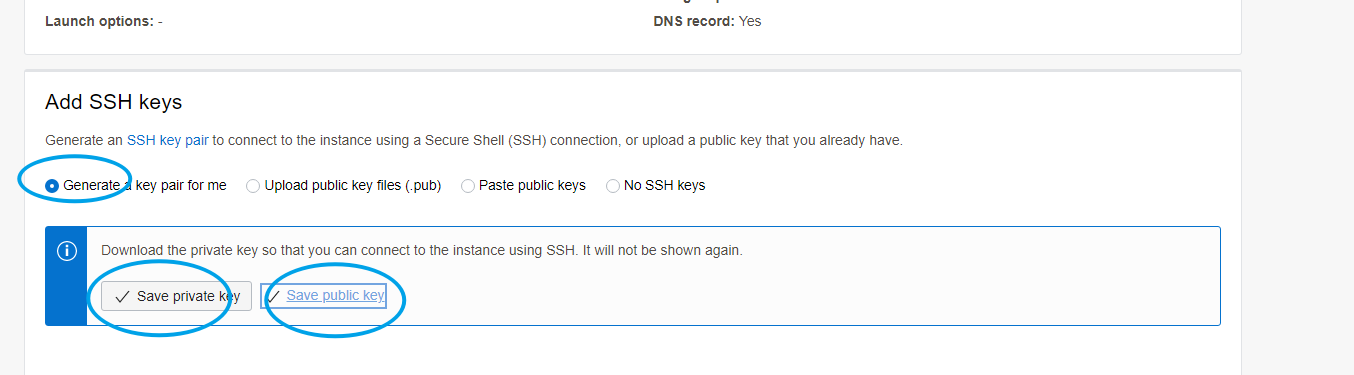 Launch options: -
DNS record: Yes
Add SSH keys
Generate an SSH key pair to connect to the instance using a Secure Shell (SSH) connection, or upload a public key that you already have.
Generate a key pair for me
Upload public key files (.pub)
Paste public keys
No SSH keys
Download the private key so that you can connect to the instance using SSH. It will not be shown again.
Save private key
Save public key